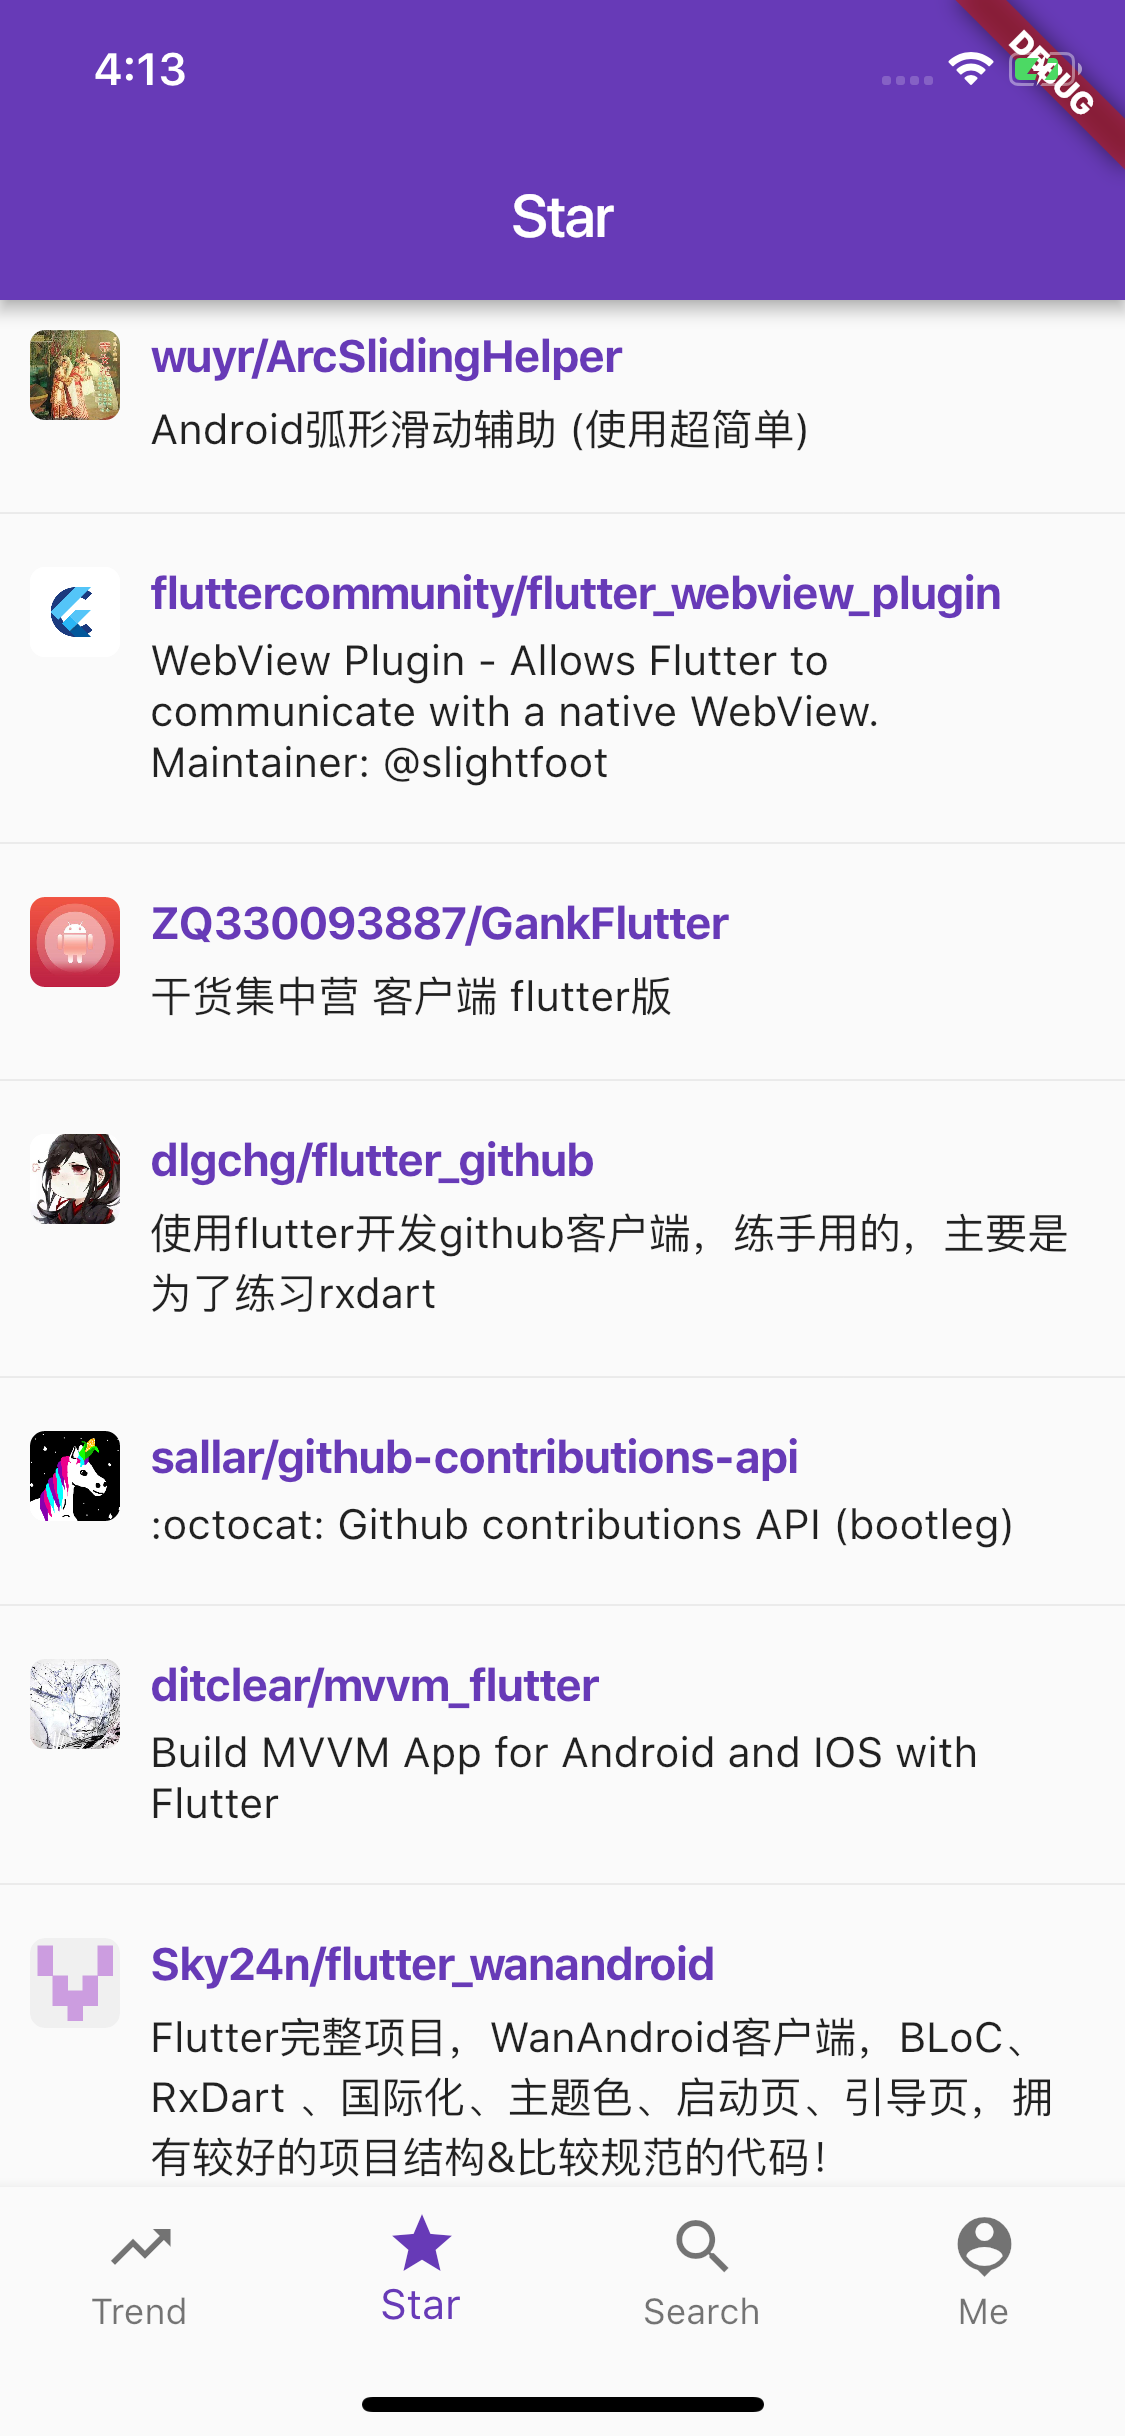 4:13
DEBUG
Star
wuyr/ArcSlidingHelper
Android弧形滑动辅助 (使用超简单)
fluttercommunity/flutter_webview_plugin
WebView Plugin - Allows Flutter to
communicate with a native WebView.
Maintainer: @slightfoot
ZQ330093887/GankFlutter
干货集中营 客户端 flutter版
dlgchg/flutter_github
使用flutter开发github客户端，练手用的，主要是
为了练习rxdart
sallar/github-contributions-api
:octocat: Github contributions API (bootleg)
ditclear/mvvm_flutter
Build MVVM App for Android and IOS with
Flutter
Sky24n/flutter_wanandroid
Flutter完整项目，WanAndroid客户端，BLoC、
RxDart 、国际化、主题色、启动页、引导页，拥
有较好的项目结构&比较规范的代码！
Trend
Star
Search
Me